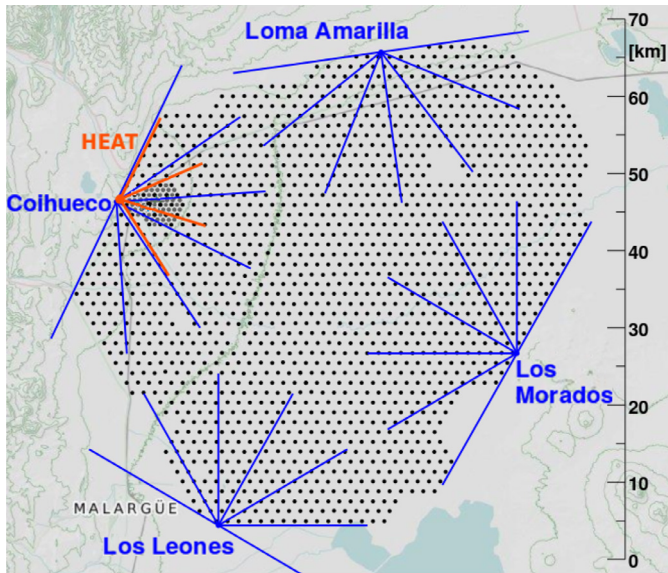 Loma Amarilla
70
[km]
60
HEAT
50
Coihueco
40
30
Los
Morados
20
10
MALARGÜE
Los Leones
0